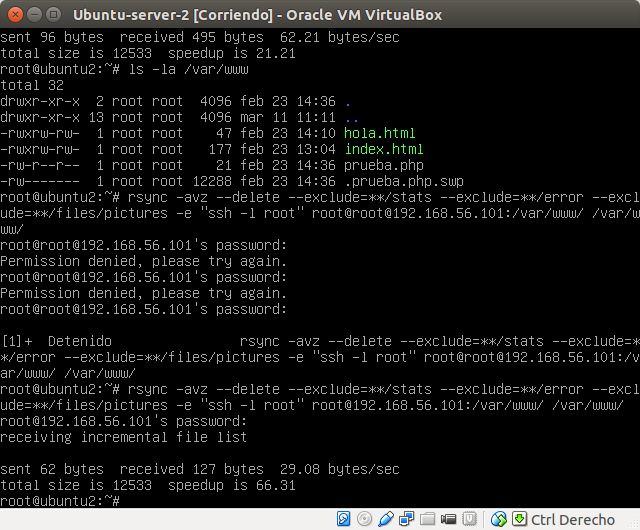 Ubuntu-server-2 [Corriendo] - Oracle VM VirtualBox
sent 96 bytes  received 495 bytes  62.21 bytes/sec
total size is 12533  speedup is 21.21
root@ubuntu2:~# ls -la /var/www
total 32
drwxr-xr-x  2 root root  4096 feb 23 14:36 .
drwxr-xr-x 13 root root  4096 mar 11 11:11 ..
-rwxrw-rw-  1 root root    47 feb 23 14:10 hola.html
-rwxrw-rw-  1 root root   177 feb 23 13:04 index.html
-rw-r--r--  1 root root    21 feb 23 14:36 prueba.php
-rw-------  1 root root 12288 feb 23 14:36 .prueba.php.swp
root@ubuntu2:~# rsync -avz --delete --exclude=**/stats --exclude=**/error --excl
ude=**/files/pictures -e "ssh -l root" root@root@192.168.56.101:/var/www/ /var/w
ww/
root@root@192.168.56.101's password:
Permission denied, please try again.
root@root@192.168.56.101's password:
Permission denied, please try again.
root@root@192.168.56.101's password:
[1]+  Detenido                rsync -avz --delete --exclude=**/stats --exclude=*
*/error --exclude=**/files/pictures -e "ssh -l root" root@root@192.168.56.101:/v
ar/www/ /var/www/
root@ubuntu2:~# rsync -avz --delete --exclude=**/stats --exclude=**/error --excl
ude=**/files/pictures -e "ssh -l root" root@192.168.56.101:/var/www/ /var/www/
root@192.168.56.101's password:
receiving incremental file list
sent 62 bytes  received 127 bytes  29.08 bytes/sec
total size is 12533  speedup is 66.31
root@ubuntu2:~#
Ctrl Derecho